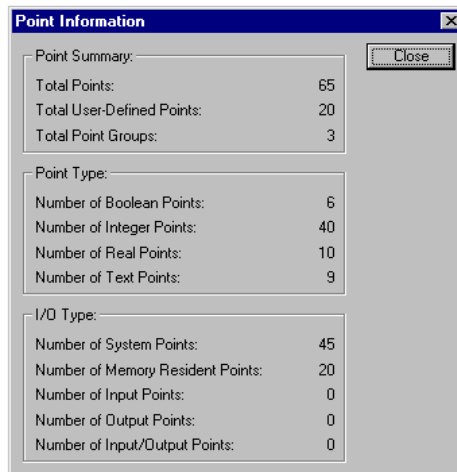 Point Information
Close
Point Summary:
Total Points: 65
Total User-Defined Points: 20
Total Point Groups: 3
Point Type:
Number of Boolean Points: 6
Number of Integer Points: 40
Number of Real Points: 10
Number of Text Points: 9
I/O Type:
Number of System Points: 45
Number of Memory Resident Points: 20
Number of Input Points: 0
Number of Output Points: 0
Number of Input/Output Points: 0